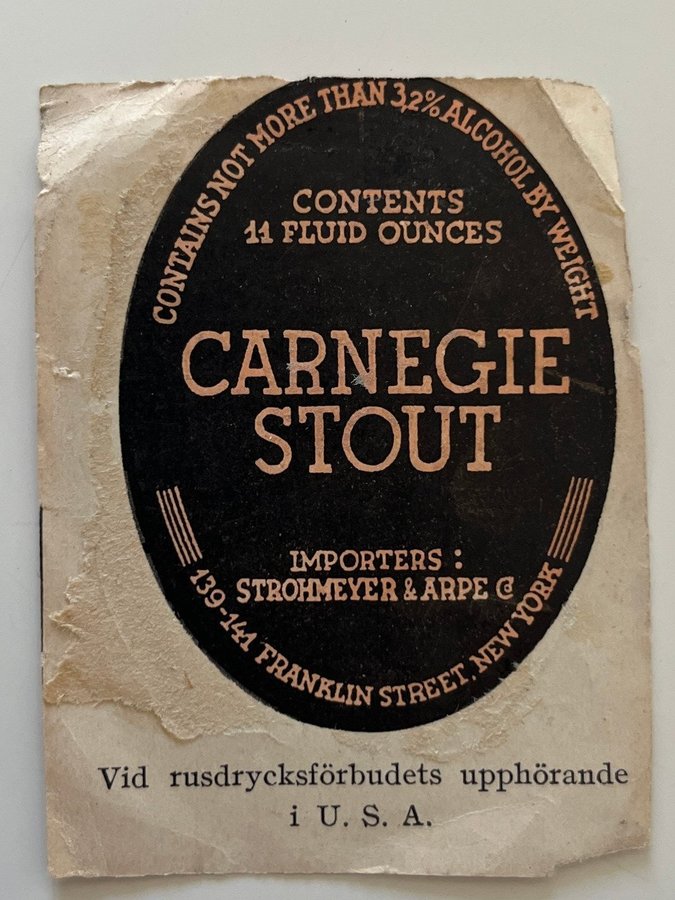 CONTAINS NOT MORE THAN 3,2% ALCOHOL BY WEIGHT
CONTENTS
11 FLUID OUNCES
CARNEGIE
STOUT
IMPORTERS :
STROHMEYER & ARPE Co
139-141 FRANKLIN STREET. NEW YORK
Vid rusdrycksförbudets upphörande
i U. S. A.